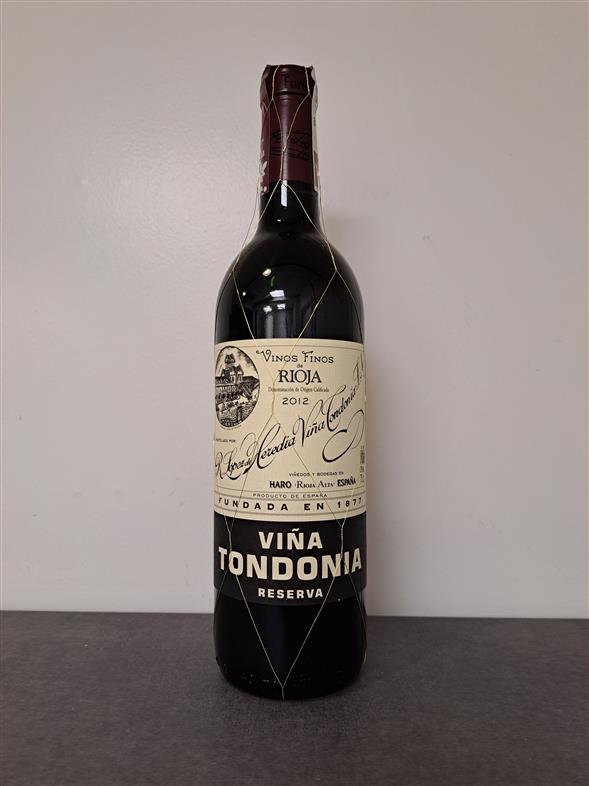 VINOS FINOS
de
RIOJA
Denominación de Origen Calificada
2012
R. López de Heredia Viña Tondonia
VIÑEDOS Y BODEGAS EN
HARO (RIOJA ALTA) ESPAÑA
PRODUCTO DE ESPAÑA
FUNDADA EN 1877
VIÑA
TONDONIA
RESERVA